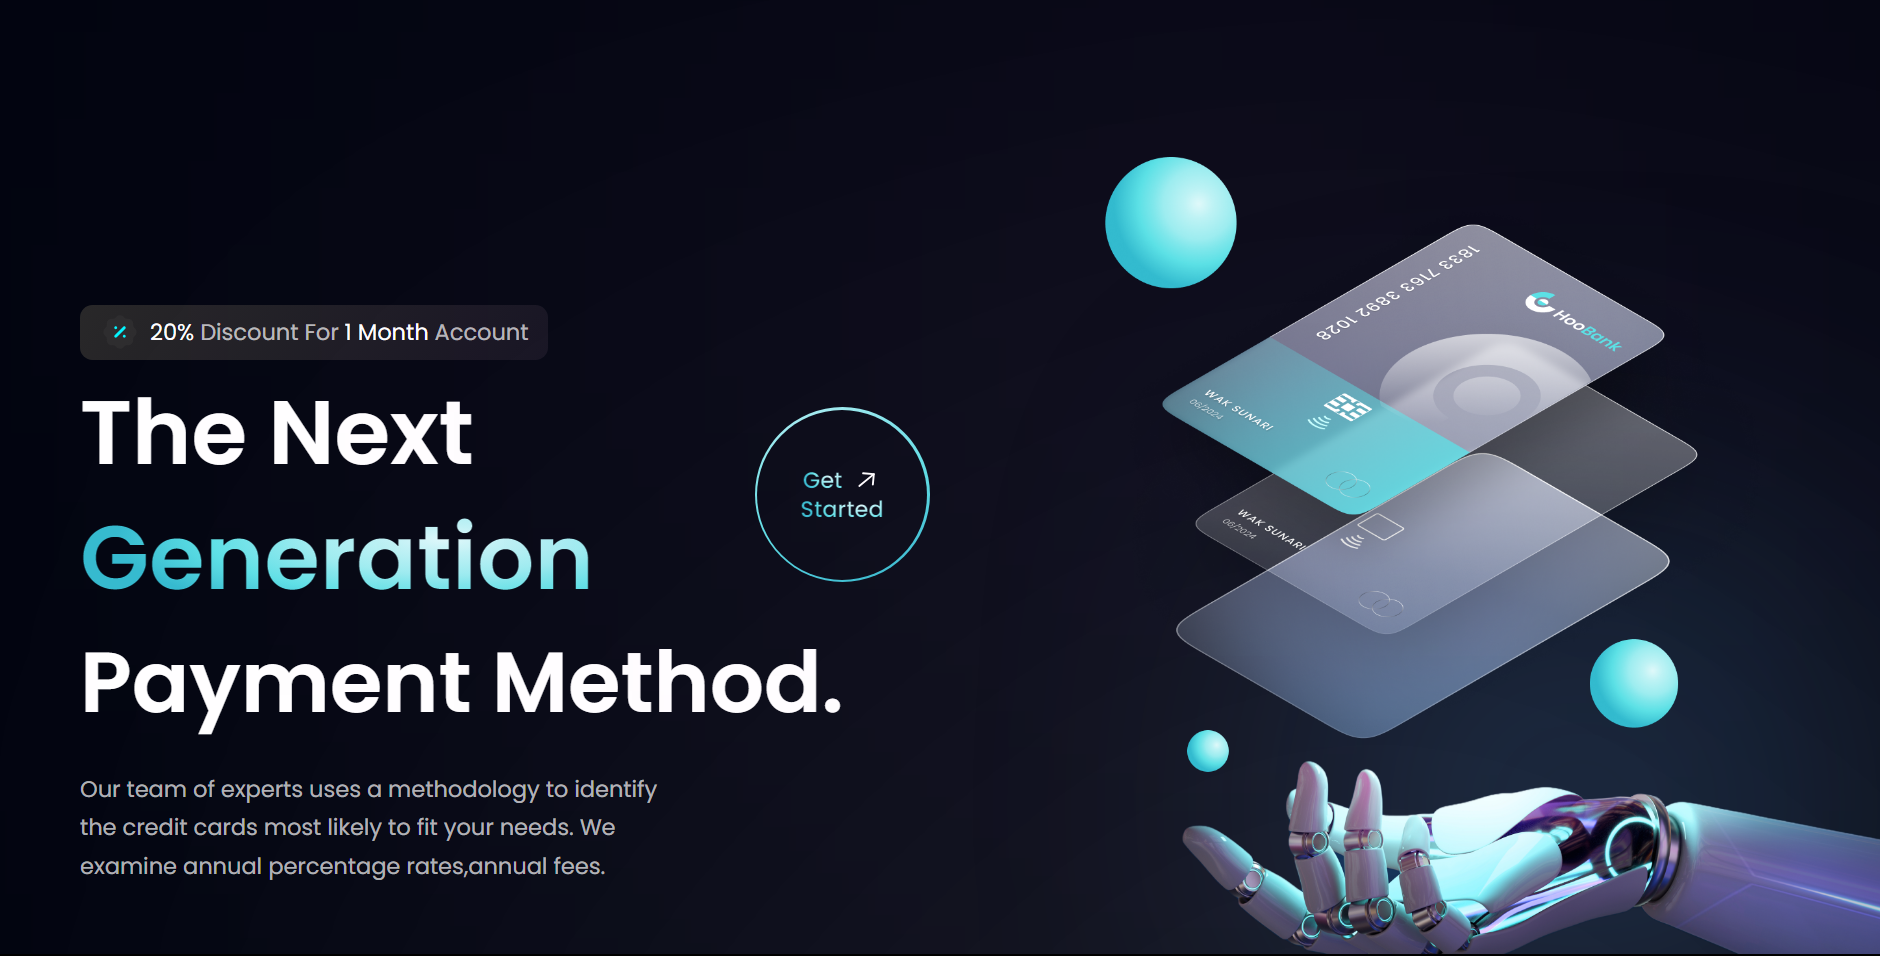 20% Discount For 1 Month Account
The Next
Generation
Payment Method.
Get
Started
Our team of experts uses a methodology to identify
the credit cards most likely to fit your needs. We
examine annual percentage rates,annual fees.
1833 7163 3892 1028
HooBank
WAK SUNARI
06/2024
WAK SUNARI
06/2024